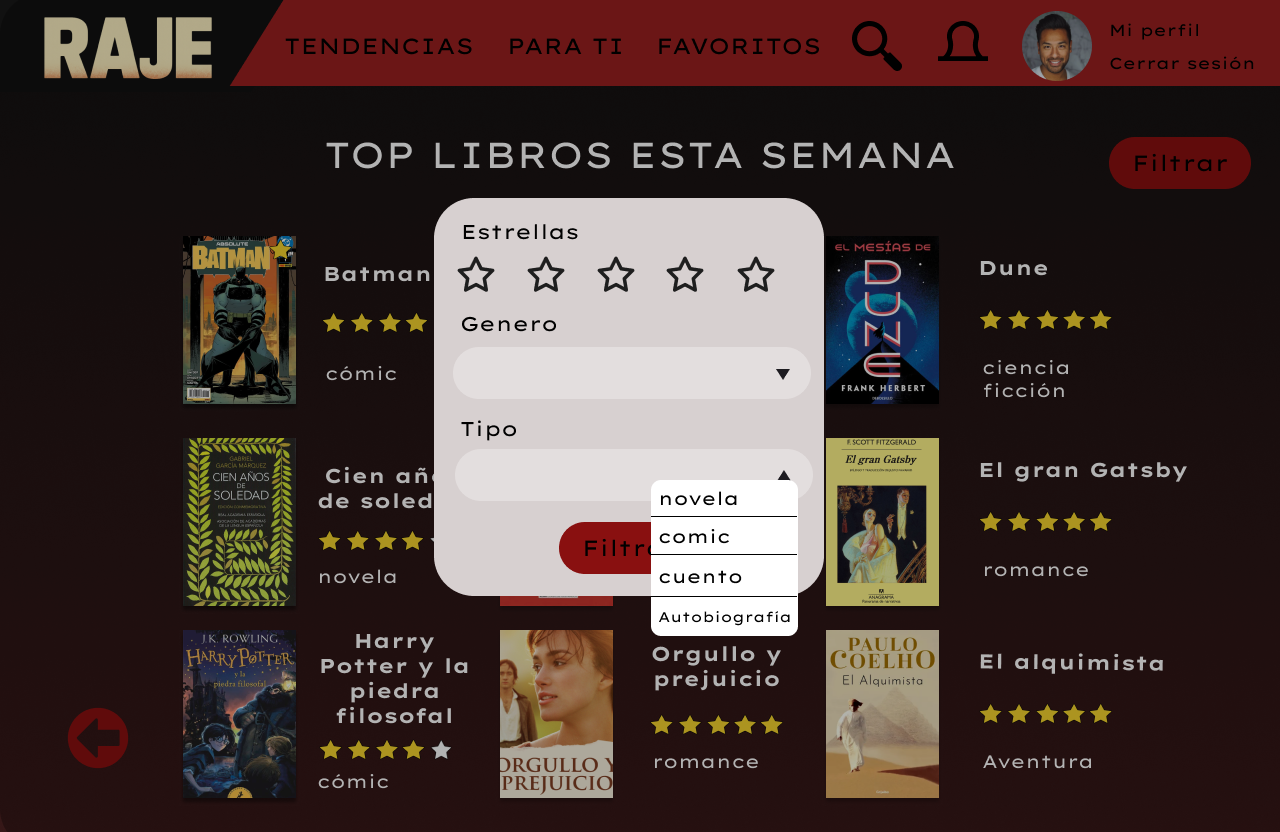 RAJE
TENDENCIAS
PARA TI
FAVORITOS
Mi perfil
Cerrar sesión
TOP LIBROS ESTA SEMANA
Filtrar
Estrellas
Genero
Tipo
Filtr
novela
comic
cuento
Autobiografía
ABSOLUTE
BATMAN
Batman
cómic
EL MESÍAS DE
DUNE
FRANK HERBERT
Dune
ciencia
ficción
GABRIEL
GARCÍA MÁRQUEZ
CIEN AÑOS
DE
SOLEDAD
Cien añ
de soled
novela
F. SCOTT FITZGERALD
El gran Gatsby
ANAGRAMA
El gran Gatsby
romance
J.K. ROWLING
HARRY POTTER
y la
piedra filosofal
Harry
Potter y la
piedra
filosofal
cómic
ORGULLO Y
PREJUICIO
Orgullo y
prejuicio
romance
PAULO
COELHO
El Alquimista
El alquimista
Aventura